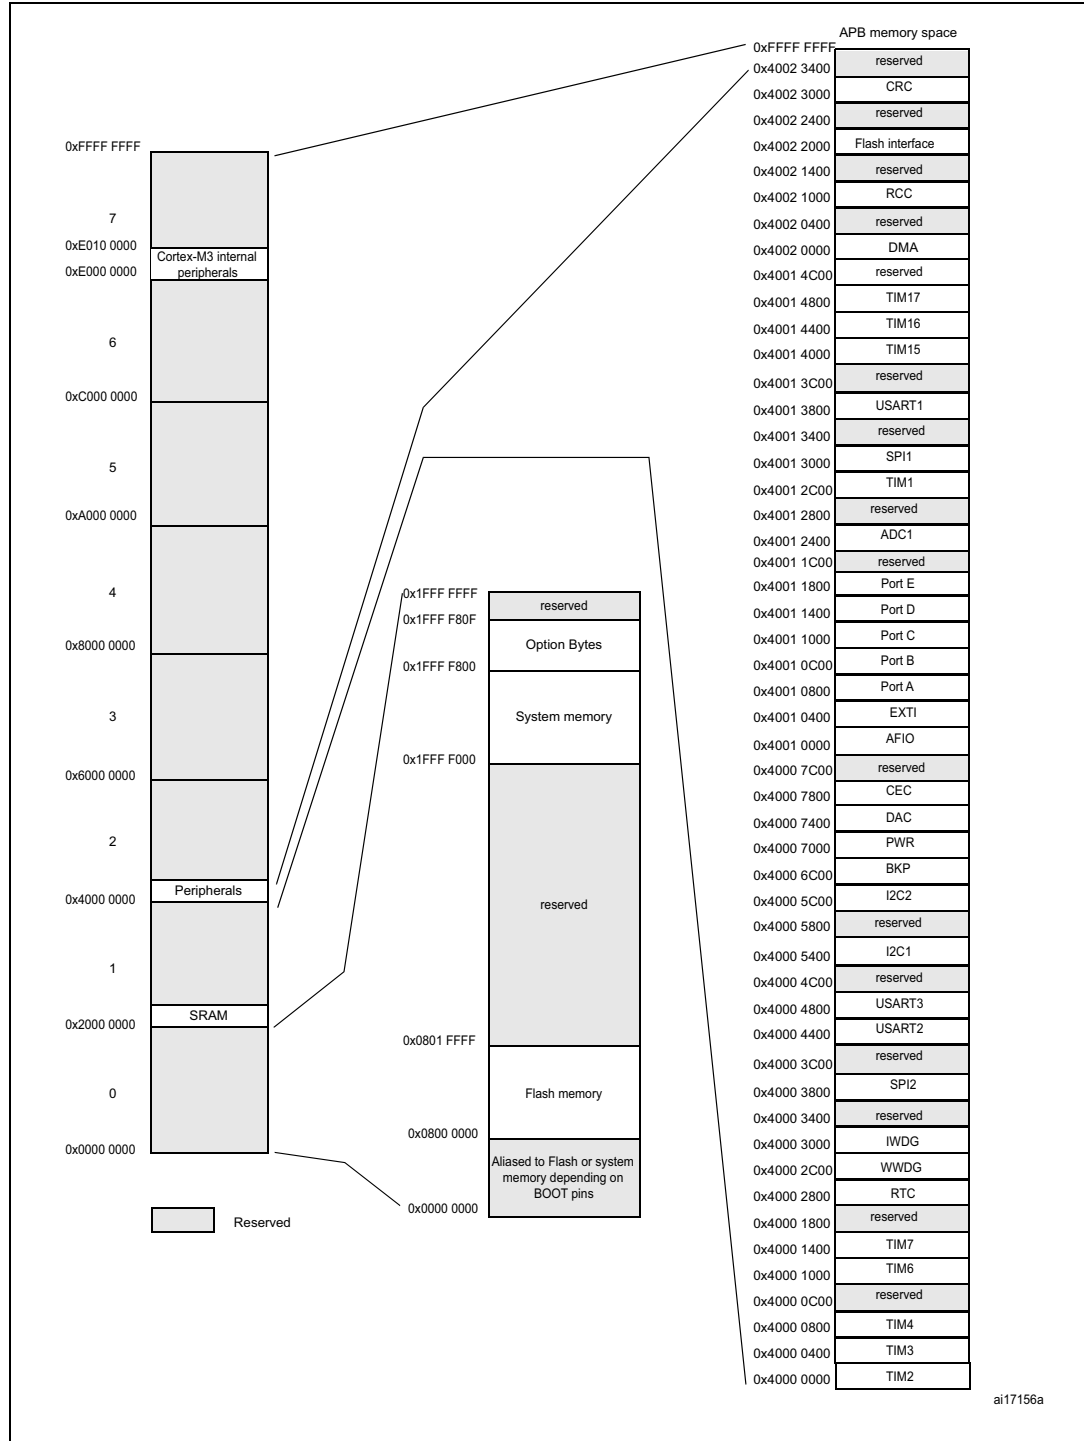 APB memory space
0xFFFF FFFF
reserved
0x4002 3400
CRC
0x4002 3000
reserved
0x4002 2400
Flash interface
0x4002 2000
reserved
0x4002 1400
RCC
0x4002 1000
reserved
0x4002 0400
DMA
0x4002 0000
reserved
0x4001 4C00
TIM17
0x4001 4800
TIM16
0x4001 4400
TIM15
0x4001 4000
reserved
0x4001 3C00
USART1
0x4001 3800
reserved
0x4001 3400
SPI1
0x4001 3000
TIM1
0x4001 2C00
reserved
0x4001 2800
ADC1
0x4001 2400
reserved
0x4001 1C00
Port E
0x4001 1800
Port D
0x4001 1400
Port C
0x4001 1000
Port B
0x4001 0C00
Port A
0x4001 0800
EXTI
0x4001 0400
AFIO
0x4001 0000
reserved
0x4000 7C00
CEC
0x4000 7800
DAC
0x4000 7400
PWR
0x4000 7000
BKP
0x4000 6C00
I2C2
0x4000 5C00
reserved
0x4000 5800
I2C1
0x4000 5400
reserved
0x4000 4C00
USART3
0x4000 4800
USART2
0x4000 4400
reserved
0x4000 3C00
SPI2
0x4000 3800
reserved
0x4000 3400
IWDG
0x4000 3000
WWDG
0x4000 2C00
RTC
0x4000 2800
reserved
0x4000 1800
TIM7
0x4000 1400
TIM6
0x4000 1000
reserved
0x4000 0C00
TIM4
0x4000 0800
TIM3
0x4000 0400
TIM2
0x4000 0000
0xFFFF FFFF
7
0xE010 0000
Cortex-M3 internal
peripherals
0xE000 0000
6
0xC000 0000
5
0xA000 0000
4
0x8000 0000
3
0x6000 0000
2
Peripherals
0x4000 0000
1
SRAM
0x2000 0000
0
0x0000 0000
Reserved
0x1FFF FFFF
reserved
0x1FFF F80F
Option Bytes
0x1FFF F800
System memory
0x1FFF F000
reserved
0x0801 FFFF
Flash memory
0x0800 0000
Aliased to Flash or system
memory depending on
BOOT pins
0x0000 0000
ai17156a